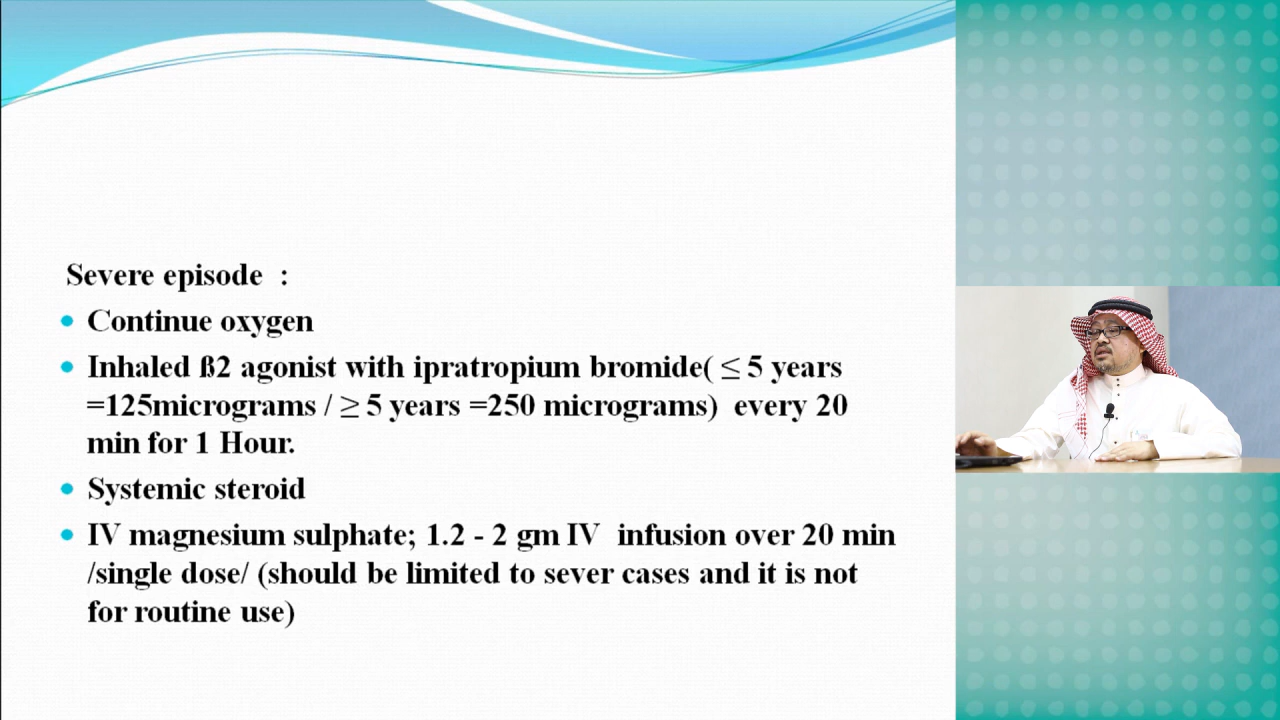 Severe episode  :
Continue oxygen
Inhaled ß2 agonist with ipratropium bromide( ≤ 5 years
=125micrograms / ≥ 5 years =250 micrograms)  every 20
min for 1 Hour.
Systemic steroid
IV magnesium sulphate; 1.2 - 2 gm IV  infusion over 20 min
/single dose/ (should be limited to sever cases and it is not
for routine use)